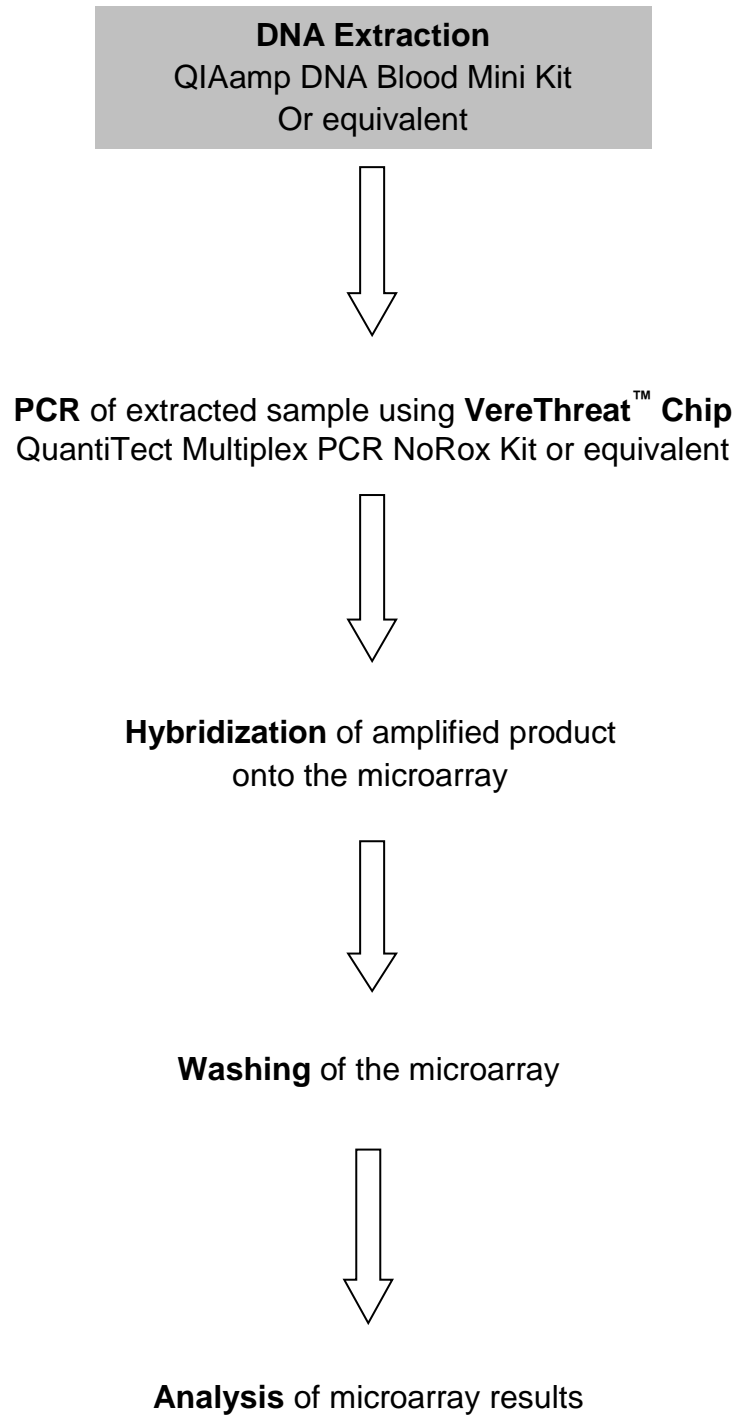 DNA Extraction
QIAamp DNA Blood Mini Kit
Or equivalent
PCR of extracted sample using VereThreat™ Chip
QuantiTect Multiplex PCR NoRox Kit or equivalent
Hybridization of amplified product
onto the microarray
Washing of the microarray
Analysis of microarray results